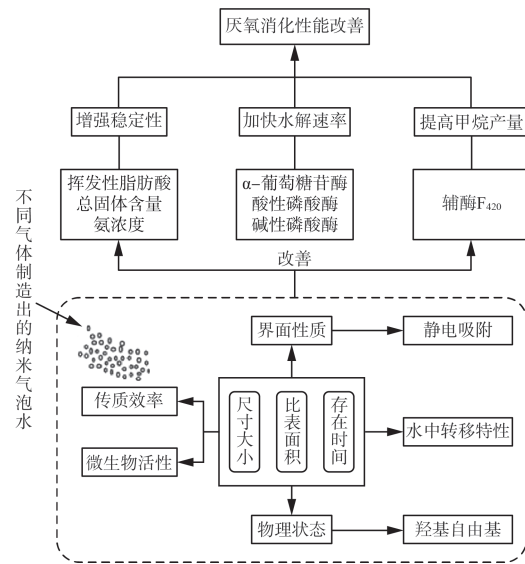 厌氧消化性能改善
增强稳定性
加快水解速率
提高甲烷产量
挥发性脂肪酸
总固体含量
氨浓度
α-葡萄糖苷酶
酸性磷酸酶
碱性磷酸酶
辅酶F₄₂₀
改善
不同气体制造出的纳米气泡水
界面性质
静电吸附
传质效率
微生物活性
尺寸大小
比表面积
存在时间
水中转移特性
物理状态
羟基自由基